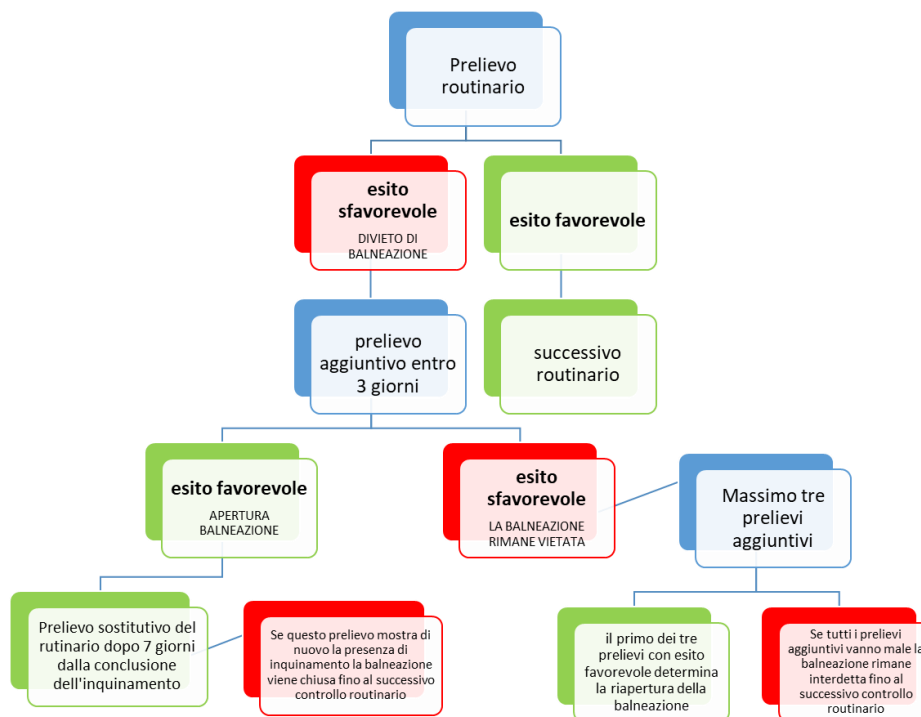 Prelievo
routinario
esito
sfavorevole
DIVIETO DI
BALNEAZIONE
esito favorevole
prelievo
aggiuntivo entro
3 giorni
successivo
routinario
esito favorevole
APERTURA
BALNEAZIONE
esito
sfavorevole
LA BALNEAZIONE
RIMANE VIETATA
Massimo tre
prelievi
aggiuntivi
Prelievo sostitutivo del
rutinario dopo 7 giorni
dalla conclusione
dell'inquinamento
Se questo prelievo mostra di
nuovo la presenza di
inquinamento la balneazione
viene chiusa fino al successivo
controllo routinario
il primo dei tre
prelievi con esito
favorevole determina
la riapertura della
balneazione
Se tutti i prelievi
aggiuntivi vanno male la
balneazione rimane
interdetta fino al
successivo controllo
routinario